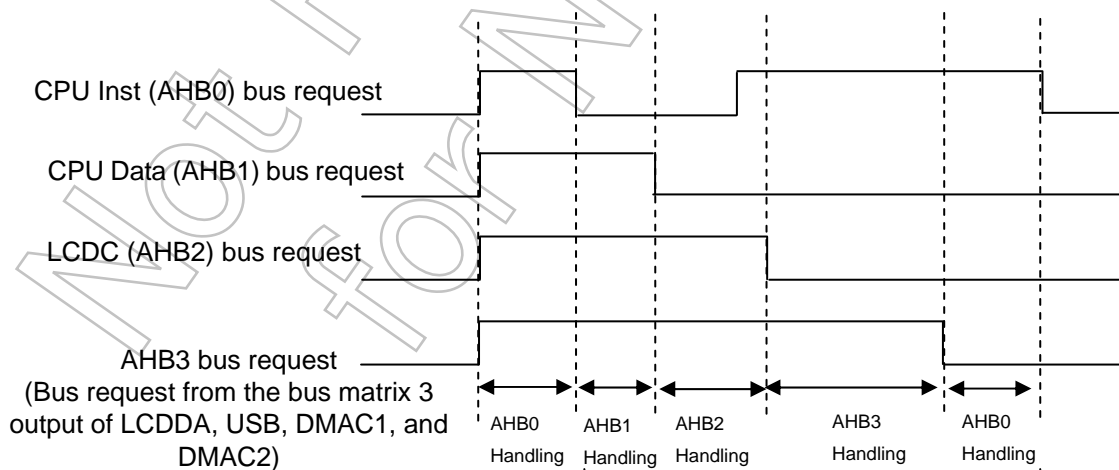 CPU Inst (AHB0) bus request
CPU Data (AHB1) bus request
LCDC (AHB2) bus request
AHB3 bus request
(Bus request from the bus matrix 3
output of LCDDA, USB, DMAC1, and
DMAC2)
AHB0
Handling
AHB1
Handling
AHB2
Handling
AHB3
Handling
AHB0
Handling
Not
for